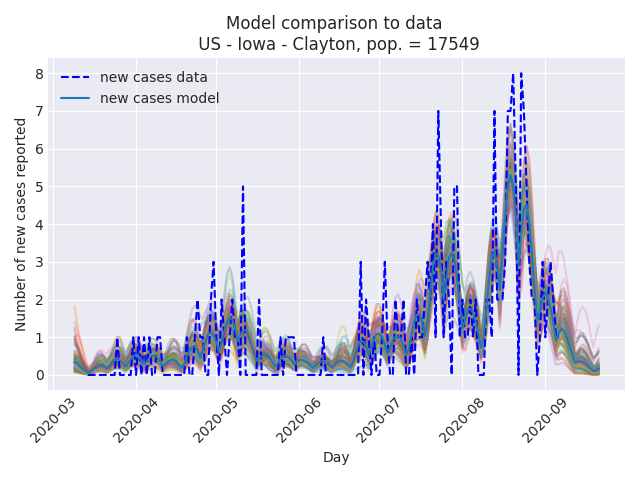 Model comparison to data
US - Iowa - Clayton, pop. = 17549
new cases data
new cases model
Number of new cases reported
8
7
6
5
4
3
2
1
0
2020-03
2020-04
2020-05
2020-06
2020-07
2020-08
2020-09
Day